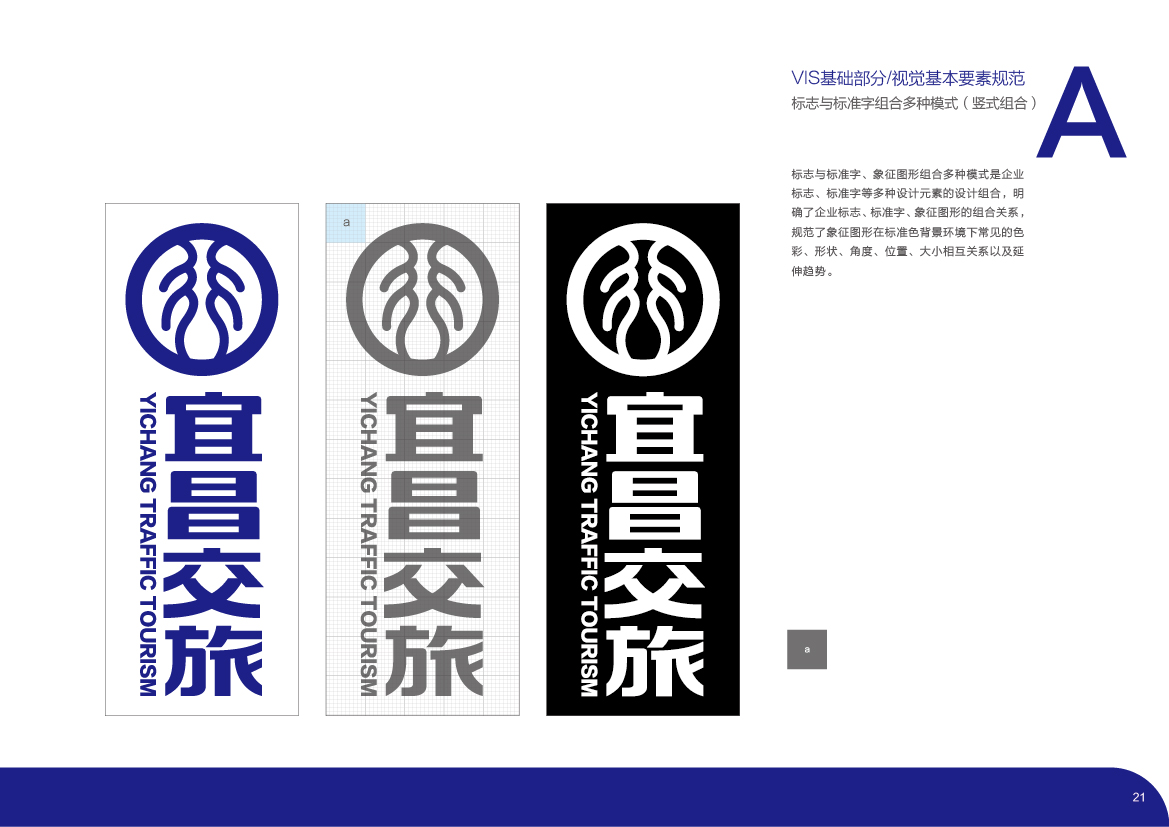 VIS基础部分/视觉基本要素规范
标志与标准字组合多种模式（竖式组合）
A
标志与标准字、象征图形组合多种模式是企业
标志、标准字等多种设计元素的设计组合，明
确了企业标志、标准字、象征图形的组合关系，
规范了象征图形在标准色背景环境下常见的色
彩、形状、角度、位置、大小相互关系以及延
伸趋势。
宜昌交旅
YICHANG TRAFFIC TOURISM
a
宜昌交旅
YICHANG TRAFFIC TOURISM
宜昌交旅
YICHANG TRAFFIC TOURISM
a
21